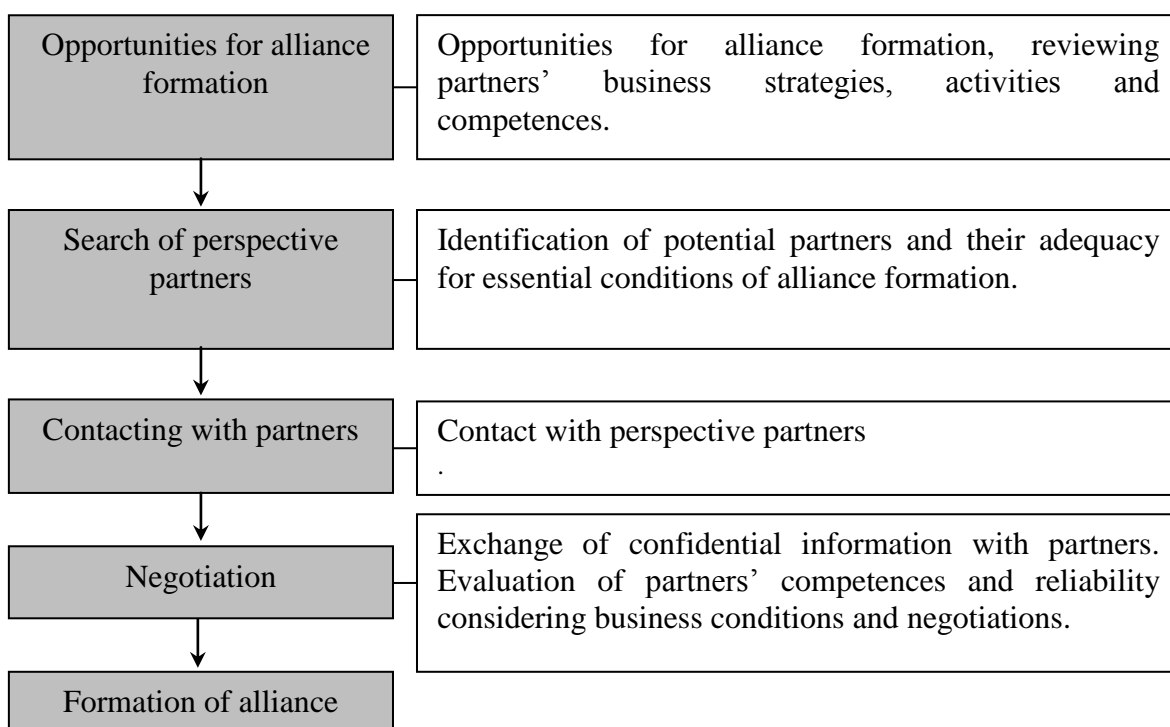 Opportunities for alliance
formation
Opportunities for alliance formation, reviewing
partners’ business strategies, activities and
competences.
Search of perspective
partners
Identification of potential partners and their adequacy
for essential conditions of alliance formation.
Contacting with partners
Contact with perspective partners
.
Negotiation
Exchange of confidential information with partners.
Evaluation of partners’ competences and reliability
considering business conditions and negotiations.
Formation of alliance